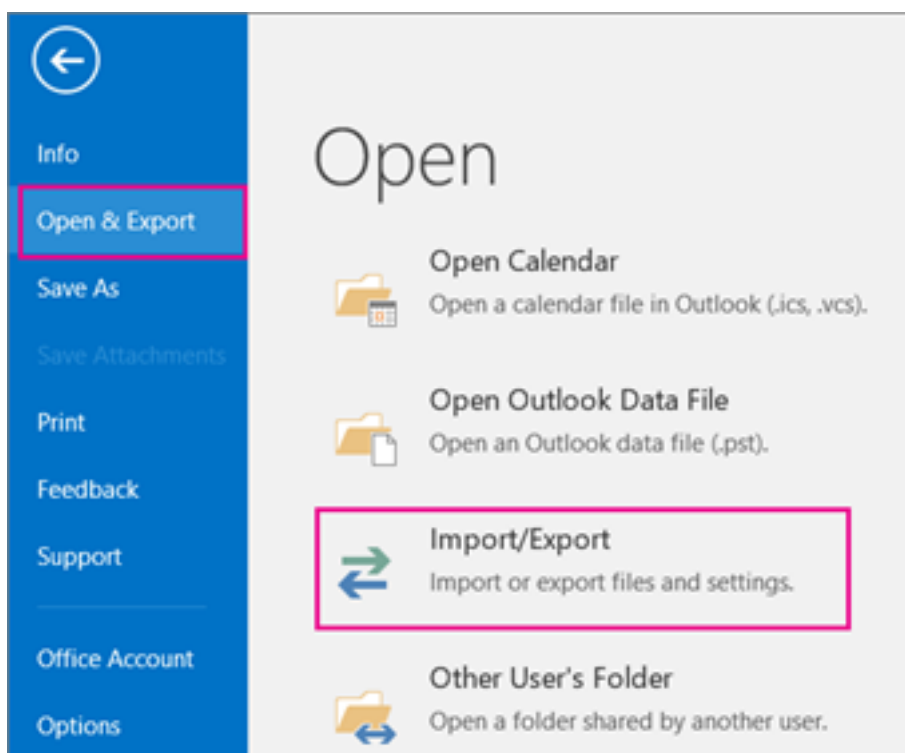 Info
Open & Export
Save As
Save Attachments
Print
Feedback
Support
Office Account
Options
Open
Open Calendar
Open a calendar file in Outlook (.ics, .vcs).
Open Outlook Data File
Open an Outlook data file (.pst).
Import/Export
Import or export files and settings.
Other User's Folder
Open a folder shared by another user.